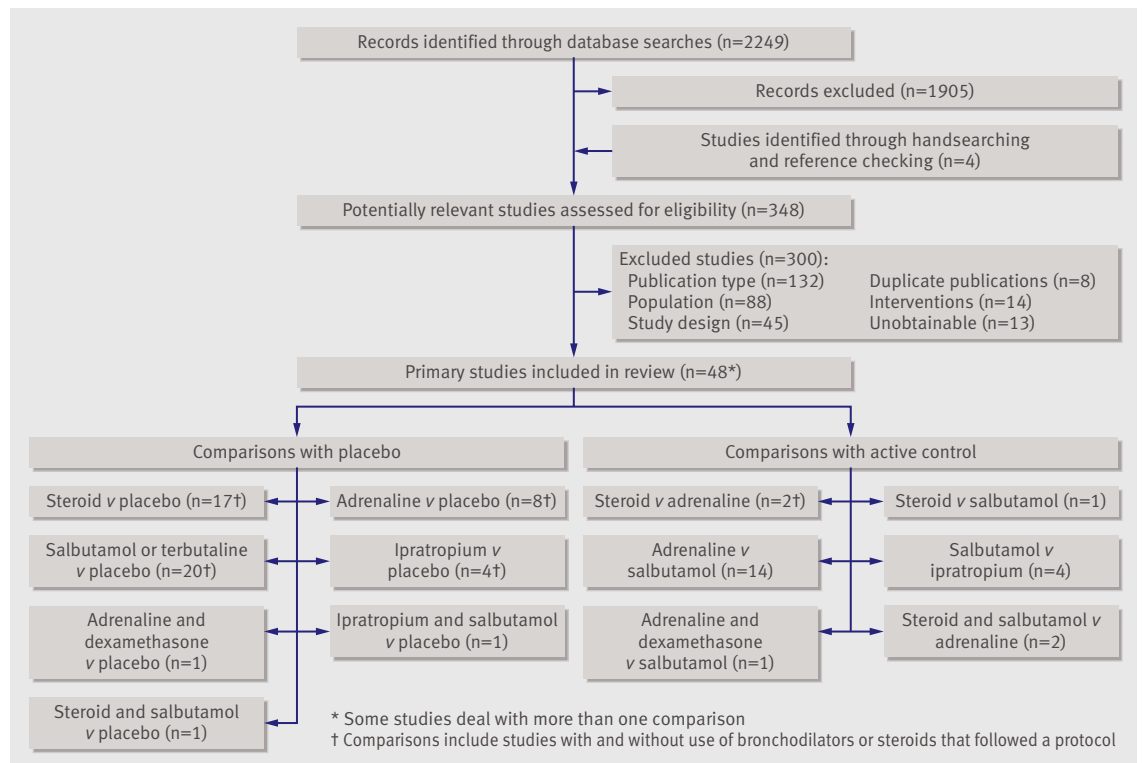 Records identified through database searches (n=2249)
Records excluded (n=1905)
Studies identified through handsearching
and reference checking (n=4)
Potentially relevant studies assessed for eligibility (n=348)
Excluded studies (n=300):
Publication type (n=132)
Population (n=88)
Study design (n=45)
Duplicate publications (n=8)
Interventions (n=14)
Unobtainable (n=13)
Primary studies included in review (n=48*)
Comparisons with placebo
Steroid v placebo (n=17†)
Adrenaline v placebo (n=8†)
Salbutamol or terbutaline
v placebo (n=20†)
Ipratropium v
placebo (n=4†)
Adrenaline and
dexamethasone
v placebo (n=1)
Ipratropium and salbutamol
v placebo (n=1)
Steroid and salbutamol
v placebo (n=1)
Comparisons with active control
Steroid v adrenaline (n=2†)
Steroid v salbutamol (n=1)
Adrenaline v
salbutamol (n=14)
Salbutamol v
ipratropium (n=4)
Adrenaline and
dexamethasone
v salbutamol (n=1)
Steroid and salbutamol v
adrenaline (n=2)
* Some studies deal with more than one comparison
† Comparisons include studies with and without use of bronchodilators or steroids that followed a protocol